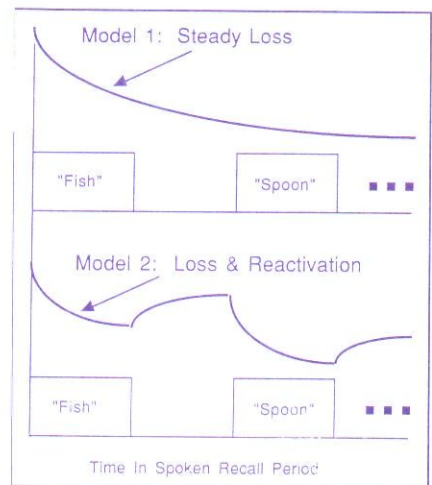 Model 1: Steady Loss
"Fish"
"Spoon"
Model 2: Loss & Reactivation
"Fish"
"Spoon"
Time In Spoken Recall Period